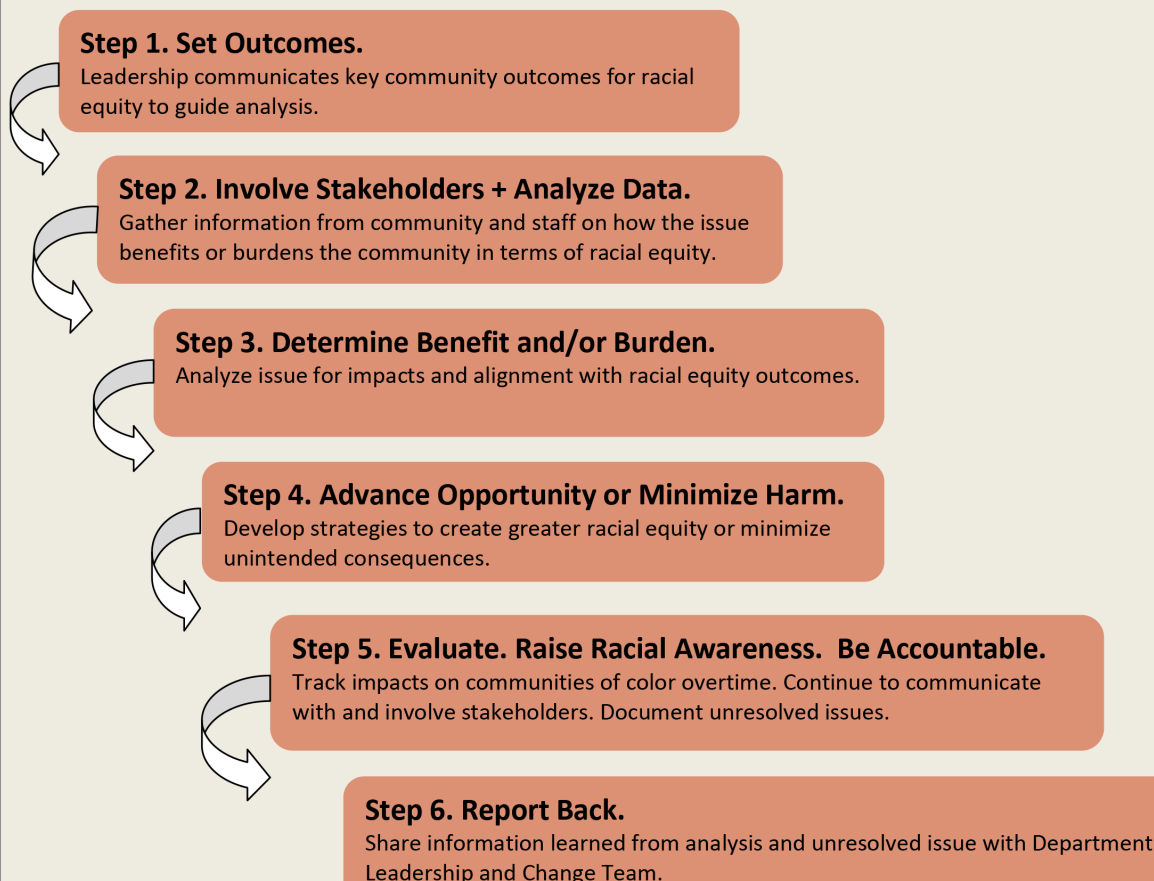 Step 1. Set Outcomes.
Leadership communicates key community outcomes for racial
equity to guide analysis.
Step 2. Involve Stakeholders + Analyze Data.
Gather information from community and staff on how the issue
benefits or burdens the community in terms of racial equity.
Step 3. Determine Benefit and/or Burden.
Analyze issue for impacts and alignment with racial equity outcomes.
Step 4. Advance Opportunity or Minimize Harm.
Develop strategies to create greater racial equity or minimize
unintended consequences.
Step 5. Evaluate. Raise Racial Awareness.  Be Accountable.
Track impacts on communities of color overtime. Continue to communicate
with and involve stakeholders. Document unresolved issues.
Step 6. Report Back.
Share information learned from analysis and unresolved issue with Department
Leadership and Change Team.